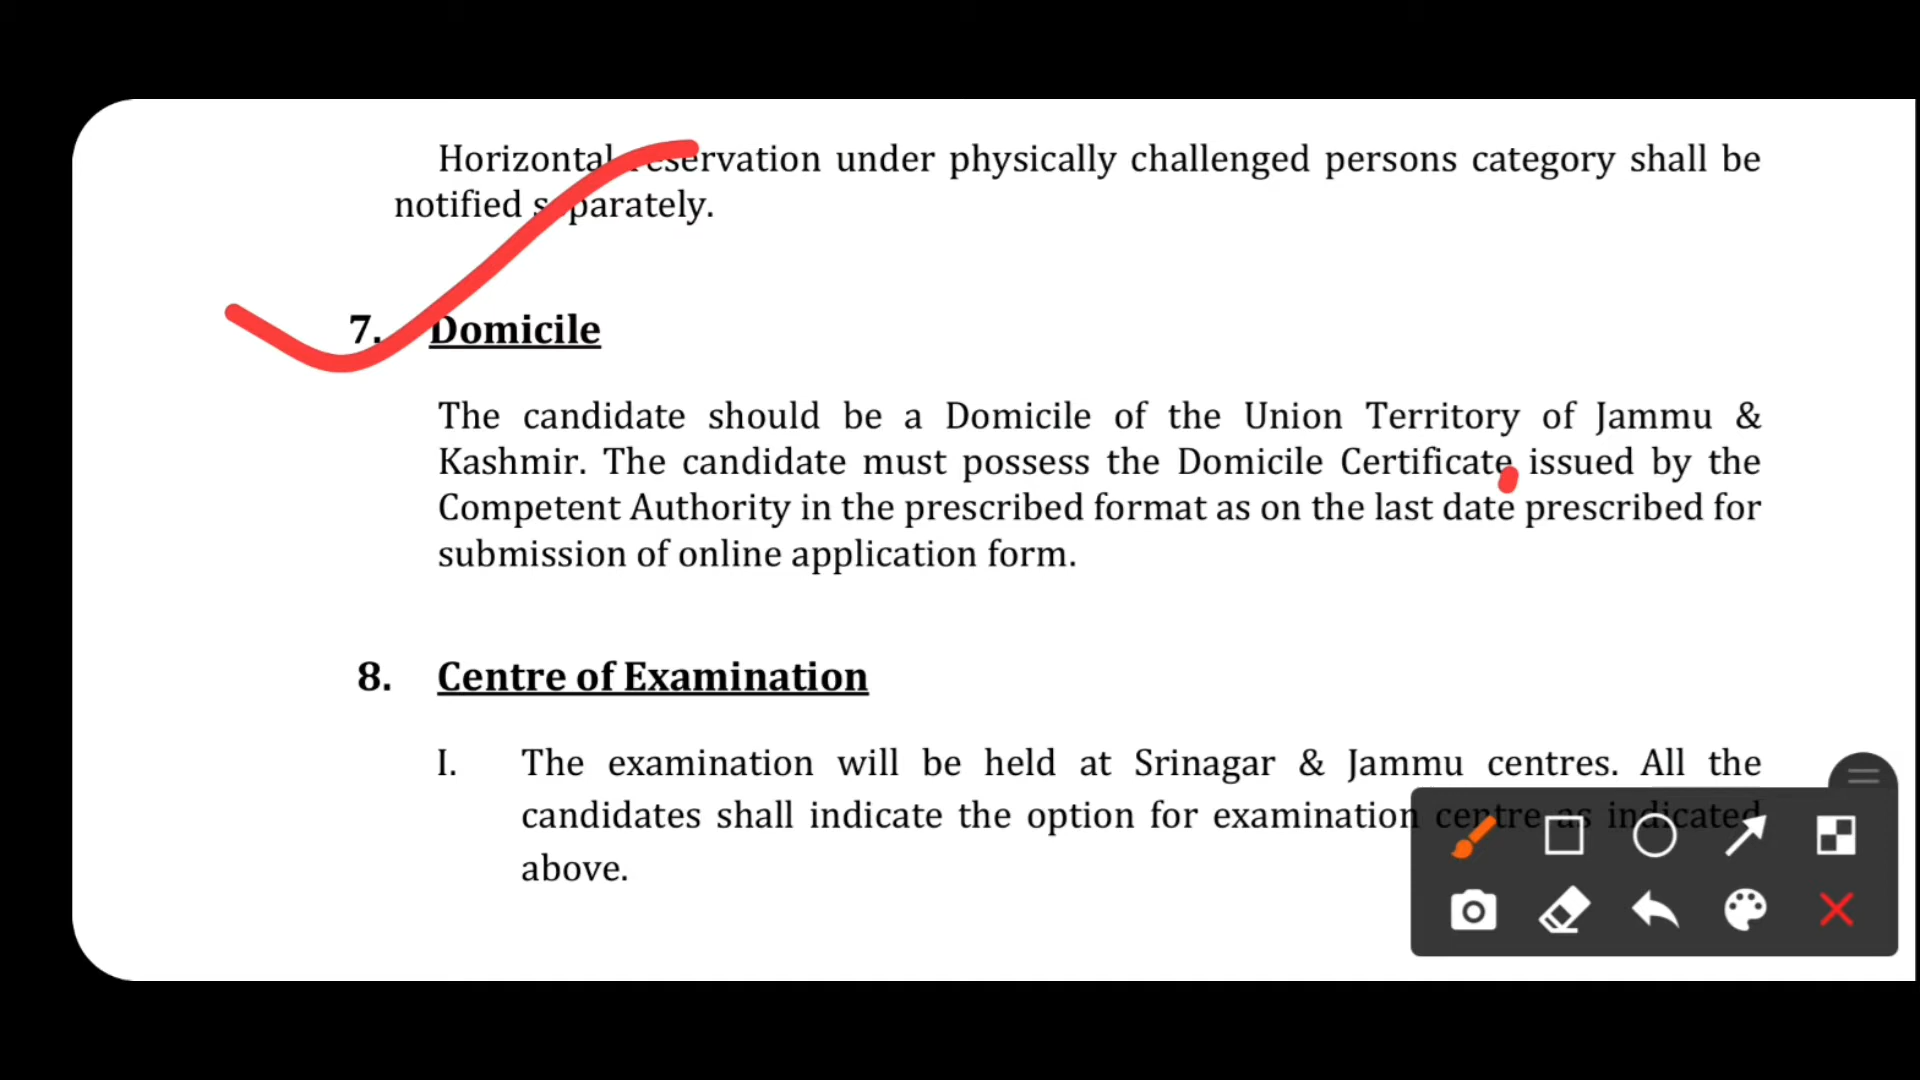 Horizontal reservation under physically challenged persons category shall be
notified separately.
7. Domicile
The candidate should be a Domicile of the Union Territory of Jammu &
Kashmir. The candidate must possess the Domicile Certificate issued by the
Competent Authority in the prescribed format as on the last date prescribed for
submission of online application form.
8. Centre of Examination
I. The examination will be held at Srinagar & Jammu centres. All the
candidates shall indicate the option for examination centre as indicated
above.